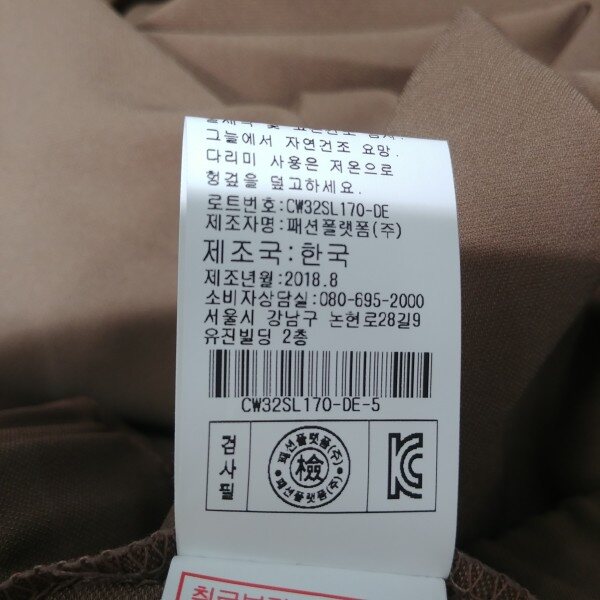 그늘에서 자연건조 요망.
다리미 사용은 저온으로
헝겊을 덮고하세요.
로트번호:CW32SL170-DE
제조자명:패션플랫폼(주)
제조국:한국
제조년월:2018.8
소비자상담실:080-695-2000
서울시 강남구 논현로28길9
유진빌딩 2층
CW32SL170-DE-5
검사필
패션플랫폼(주)
檢
패션플랫폼(주)